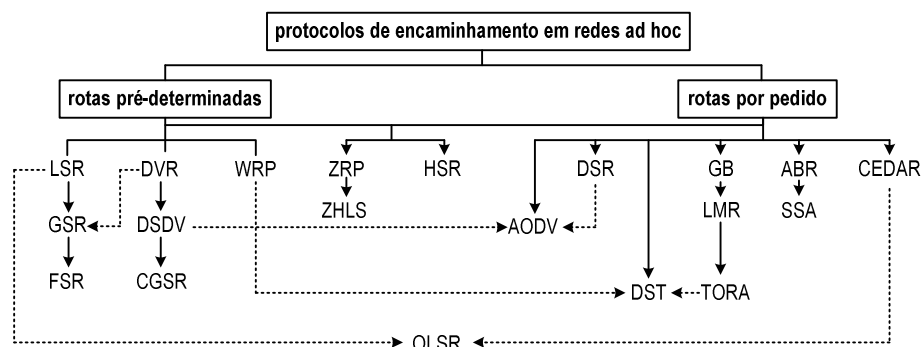 protocolos de encaminhamento em redes ad hoc
rotas pré-determinadas
rotas por pedido
LSR DVR WRP ZRP HSR DSR GB ABR CEDAR
ZHLS LMR SSA
GSR DSDV AODV
FSR CGSR
DST TORA
OLSR